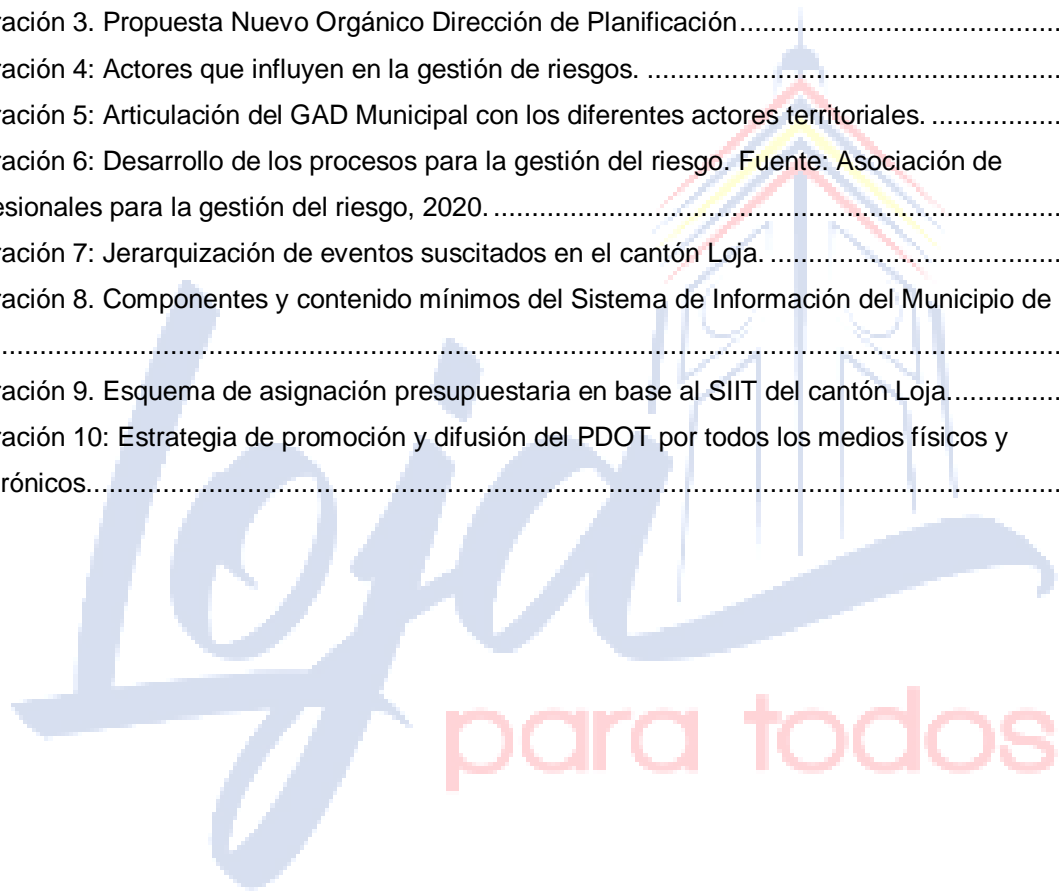 ración 3. Propuesta Nuevo Orgánico Dirección de Planificación......................................
ración 4: Actores que influyen en la gestión de riesgos. ..................................................
ración 5: Articulación del GAD Municipal con los diferentes actores territoriales. ................
ración 6: Desarrollo de los procesos para la gestión del riesgo. Fuente: Asociación de
esionales para la gestión del riesgo, 2020. ....................................................................
ración 7: Jerarquización de eventos suscitados en el cantón Loja. ...................................
ración 8. Componentes y contenido mínimos del Sistema de Información del Municipio de
.......................................................................................................................
ración 9. Esquema de asignación presupuestaria en base al SIIT del cantón Loja..............
ración 10: Estrategia de promoción y difusión del PDOT por todos los medios físicos y
rónicos..............................................................................................................
Loja
para todos